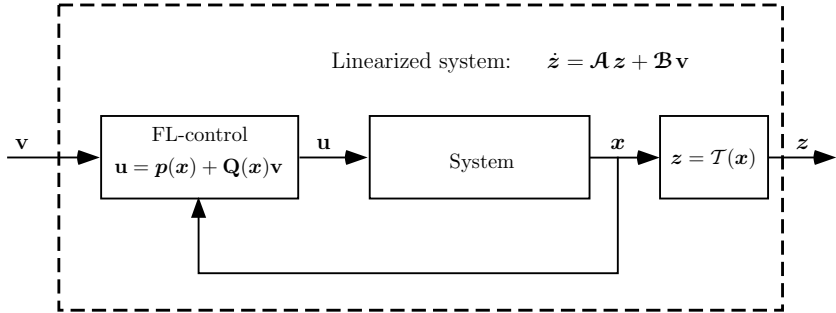 Linearized system: ż = 𝓐 z + 𝓑 v
v
FL-control
u = p(x) + Q(x)v
u
System
x
z = 𝒯(x)
z